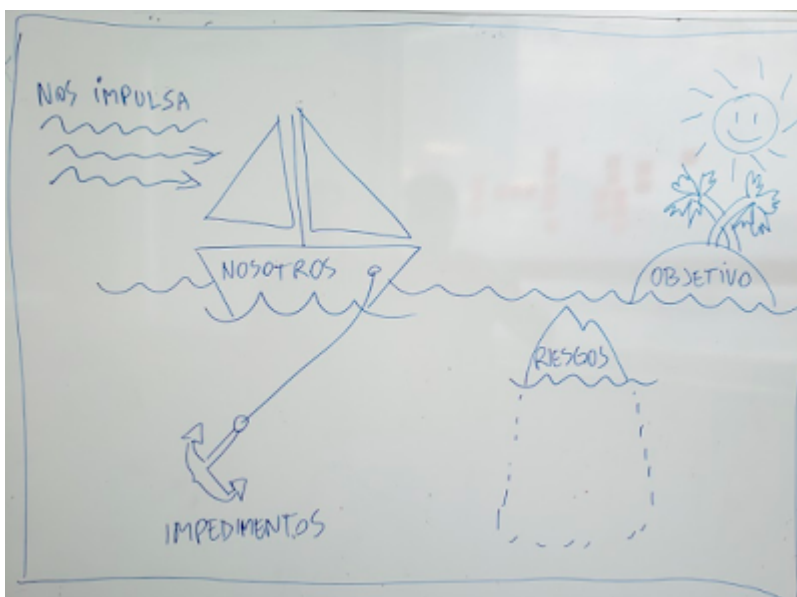 NOS IMPULSA
NOSOTROS
OBJETIVO
RIESGOS
IMPEDIMENTOS